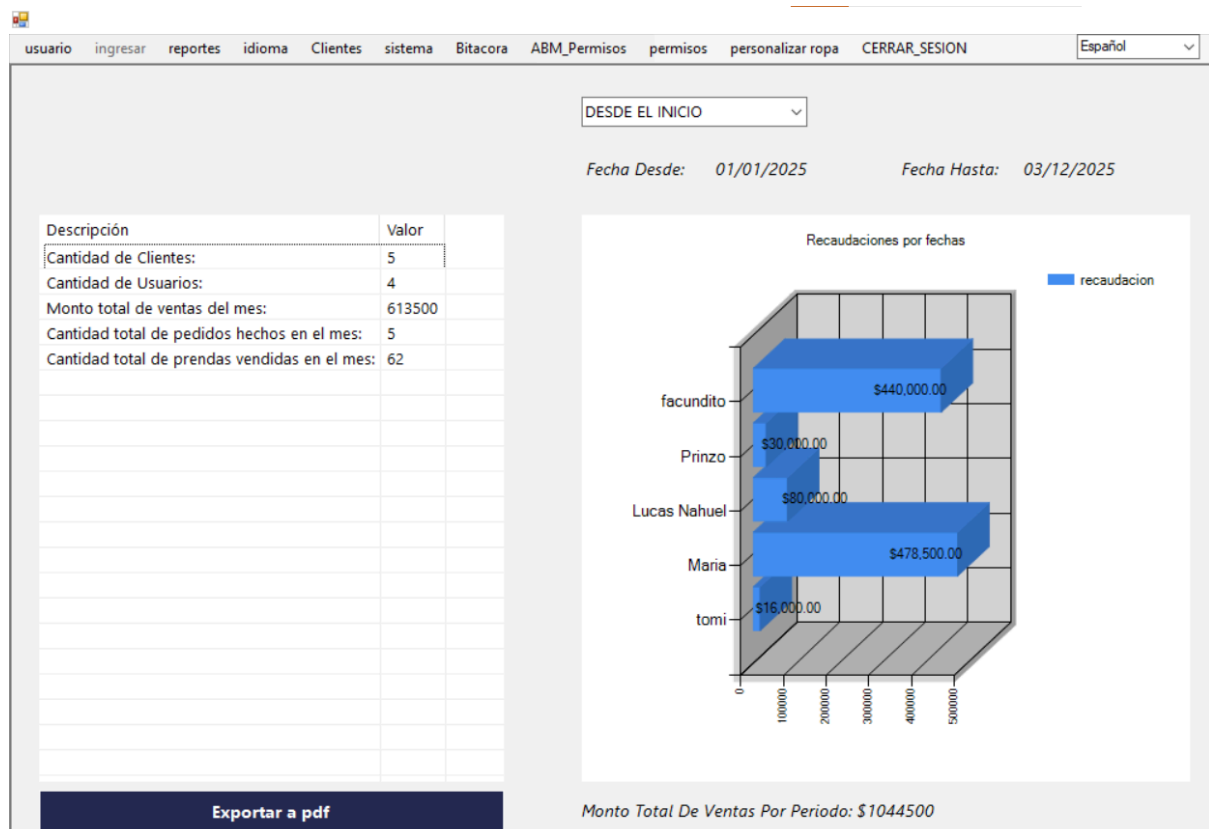 usuario ingresar reportes idioma Clientes sistema Bitacora ABM_Permisos permisos personalizar ropa CERRAR_SESION Español
DESDE EL INICIO
Fecha Desde: 01/01/2025 Fecha Hasta: 03/12/2025
Descripción Valor
Cantidad de Clientes: 5
Cantidad de Usuarios: 4
Monto total de ventas del mes: 613500
Cantidad total de pedidos hechos en el mes: 5
Cantidad total de prendas vendidas en el mes: 62
Exportar a pdf
Recaudaciones por fechas
recaudacion
facundito $440,000.00
Prinzo $30,000.00
Lucas Nahuel $80,000.00
Maria $478,500.00
tomi $16,000.00
0 100000 200000 300000 400000 500000
Monto Total De Ventas Por Periodo: $1044500